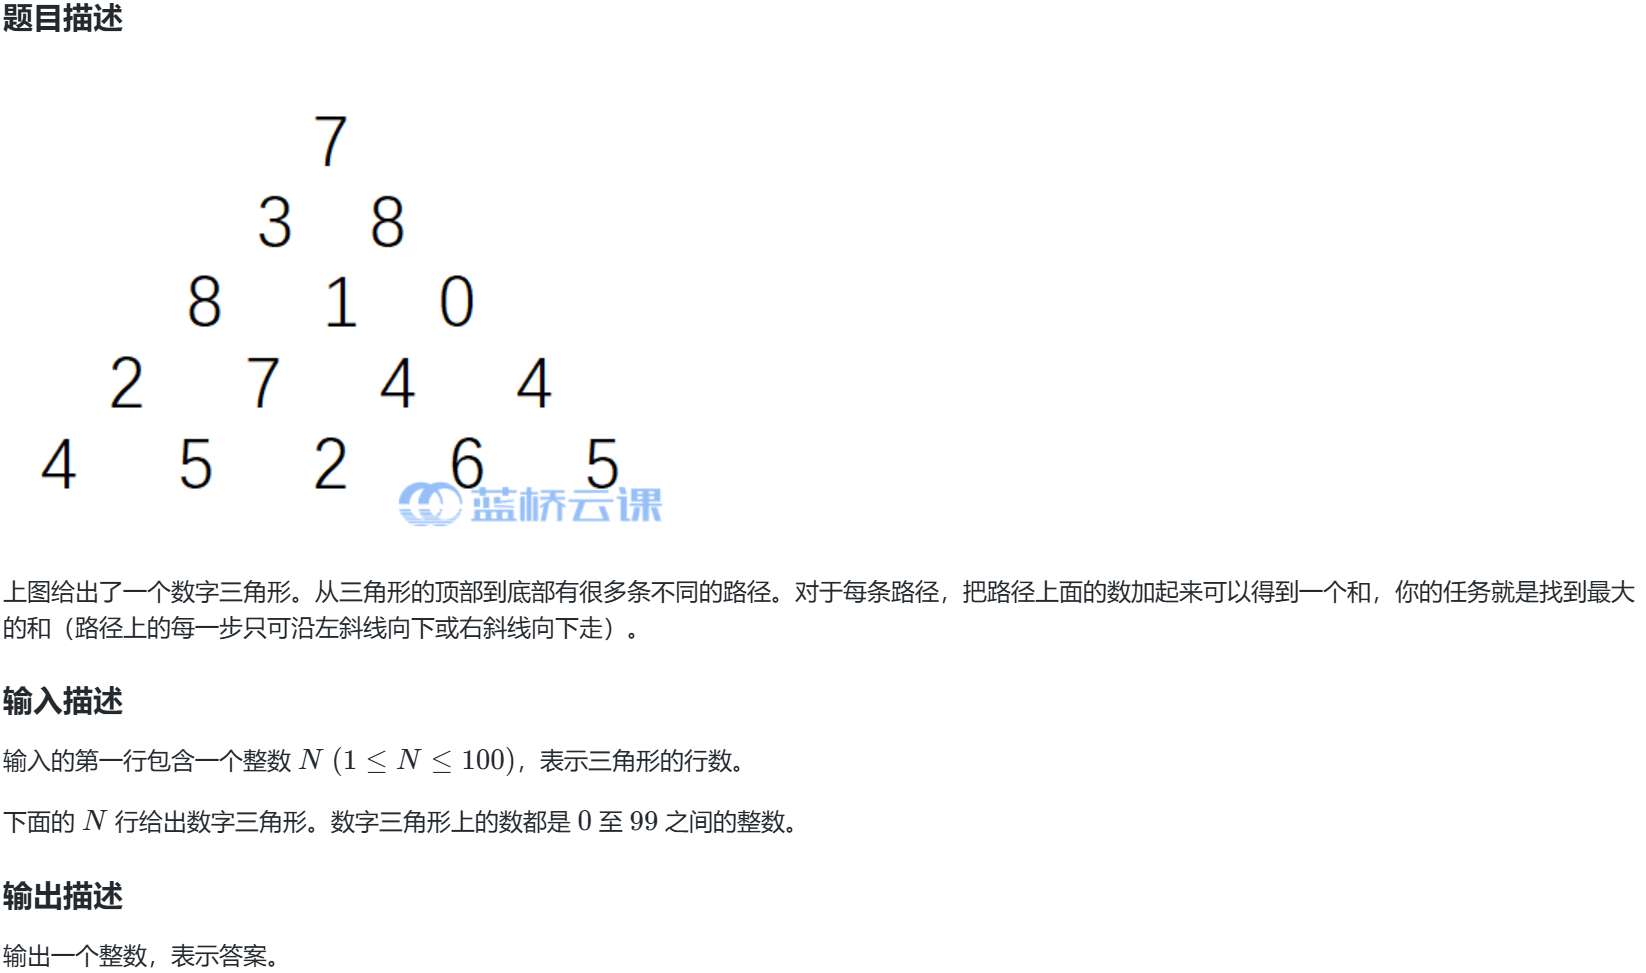 题目描述
7
3 8
8 1 0
2 7 4 4
4 5 2 6 5
蓝桥云课
上图给出了一个数字三角形。从三角形的顶部到底部有很多条不同的路径。对于每条路径，把路径上面的数加起来可以得到一个和，你的任务就是找到最大
的和（路径上的每一步只可沿左斜线向下或右斜线向下走）。
输入描述
输入的第一行包含一个整数 N (1 ≤ N ≤ 100)，表示三角形的行数。
下面的 N 行给出数字三角形。数字三角形上的数都是 0 至 99 之间的整数。
输出描述
输出一个整数，表示答案。